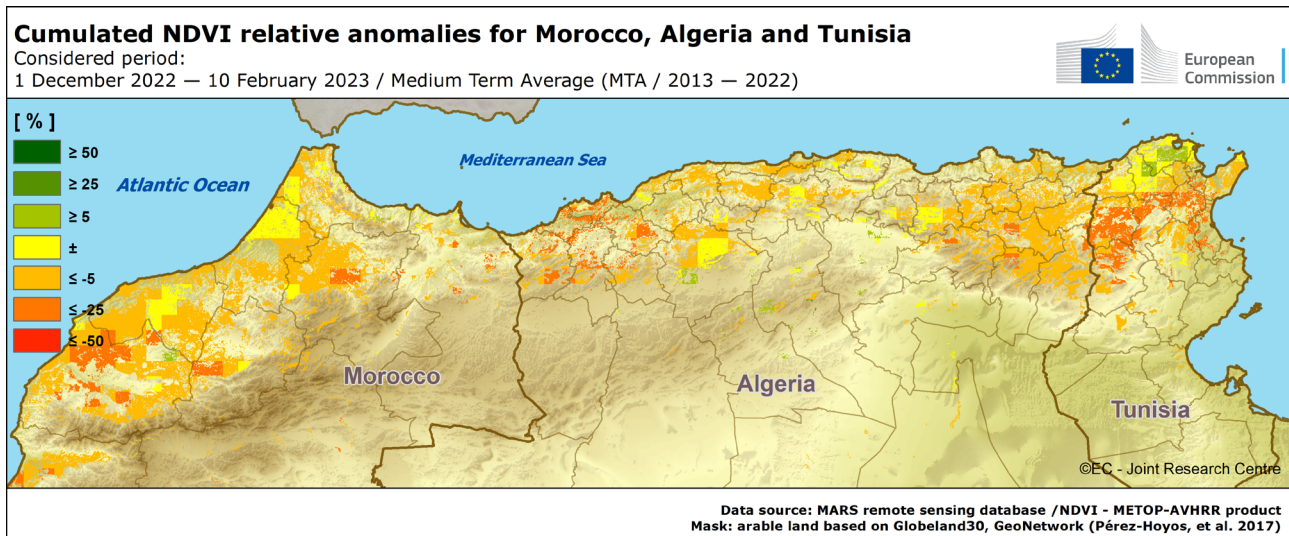 Cumulated NDVI relative anomalies for Morocco, Algeria and Tunisia
Considered period:
1 December 2022 — 10 February 2023 / Medium Term Average (MTA / 2013 — 2022)
European
Commission
[ % ]
≥ 50
≥ 25
≥ 5
±
≤ -5
≤ -25
≤ -50
Atlantic Ocean
Mediterranean Sea
Morocco
Algeria
Tunisia
©EC - Joint Research Centre
Data source: MARS remote sensing database /NDVI - METOP-AVHRR product
Mask: arable land based on Globeland30, GeoNetwork (Pérez-Hoyos, et al. 2017)